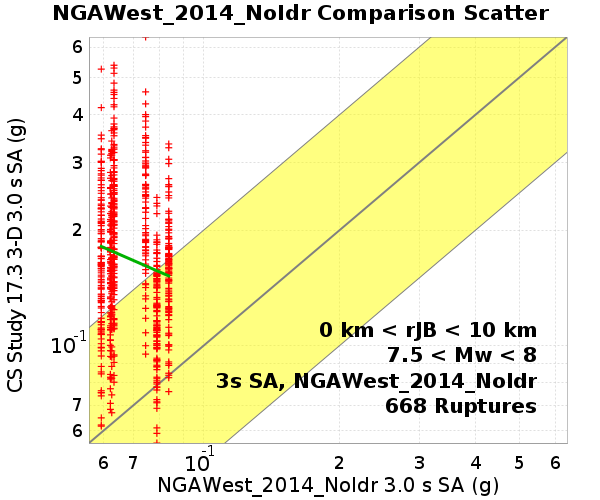 NGAWest_2014_NoIdr Comparison Scatter
CS Study 17.3 3-D 3.0 s SA (g)
6
5
4
3
2
10-1
7
6
0 km < rJB < 10 km
7.5 < Mw < 8
3s SA, NGAWest_2014_NoIdr
668 Ruptures
6 7 10-1 2 3 4 5 6
NGAWest_2014_NoIdr 3.0 s SA (g)